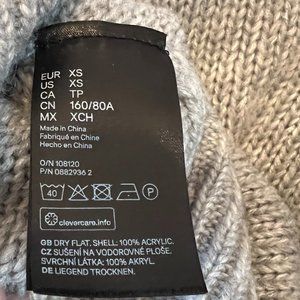 EUR XS
US XS
CA TP
CN 160/80A
MX XCH
Made in China
Fabriqué en Chine
Hecho en China
O/N 108120
P/N 0882936 2
40 P
clevercare.info
GB DRY FLAT, SHELL: 100% ACRYLIC.
CZ SUŠENÍ NA VODOROVNÉ PLOŠE.
SVRCHNÍ LÁTKA: 100% AKRYL.
DE LIEGEND TROCKNEN.